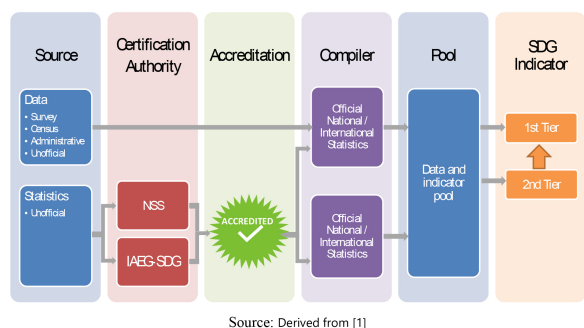 Source
Certification
Authority
Accreditation
Compiler
Pool
SDG
Indicator
Data
• Survey
• Census
• Administrative
• Unofficial
Statistics
• Unofficial
NSS
IAEG-SDG
ACCREDITED
Official
National /
International
Statistics
Official
National /
International
Statistics
Data and
indicator
pool
1st Tier
2nd Tier
Source: Derived from [1]